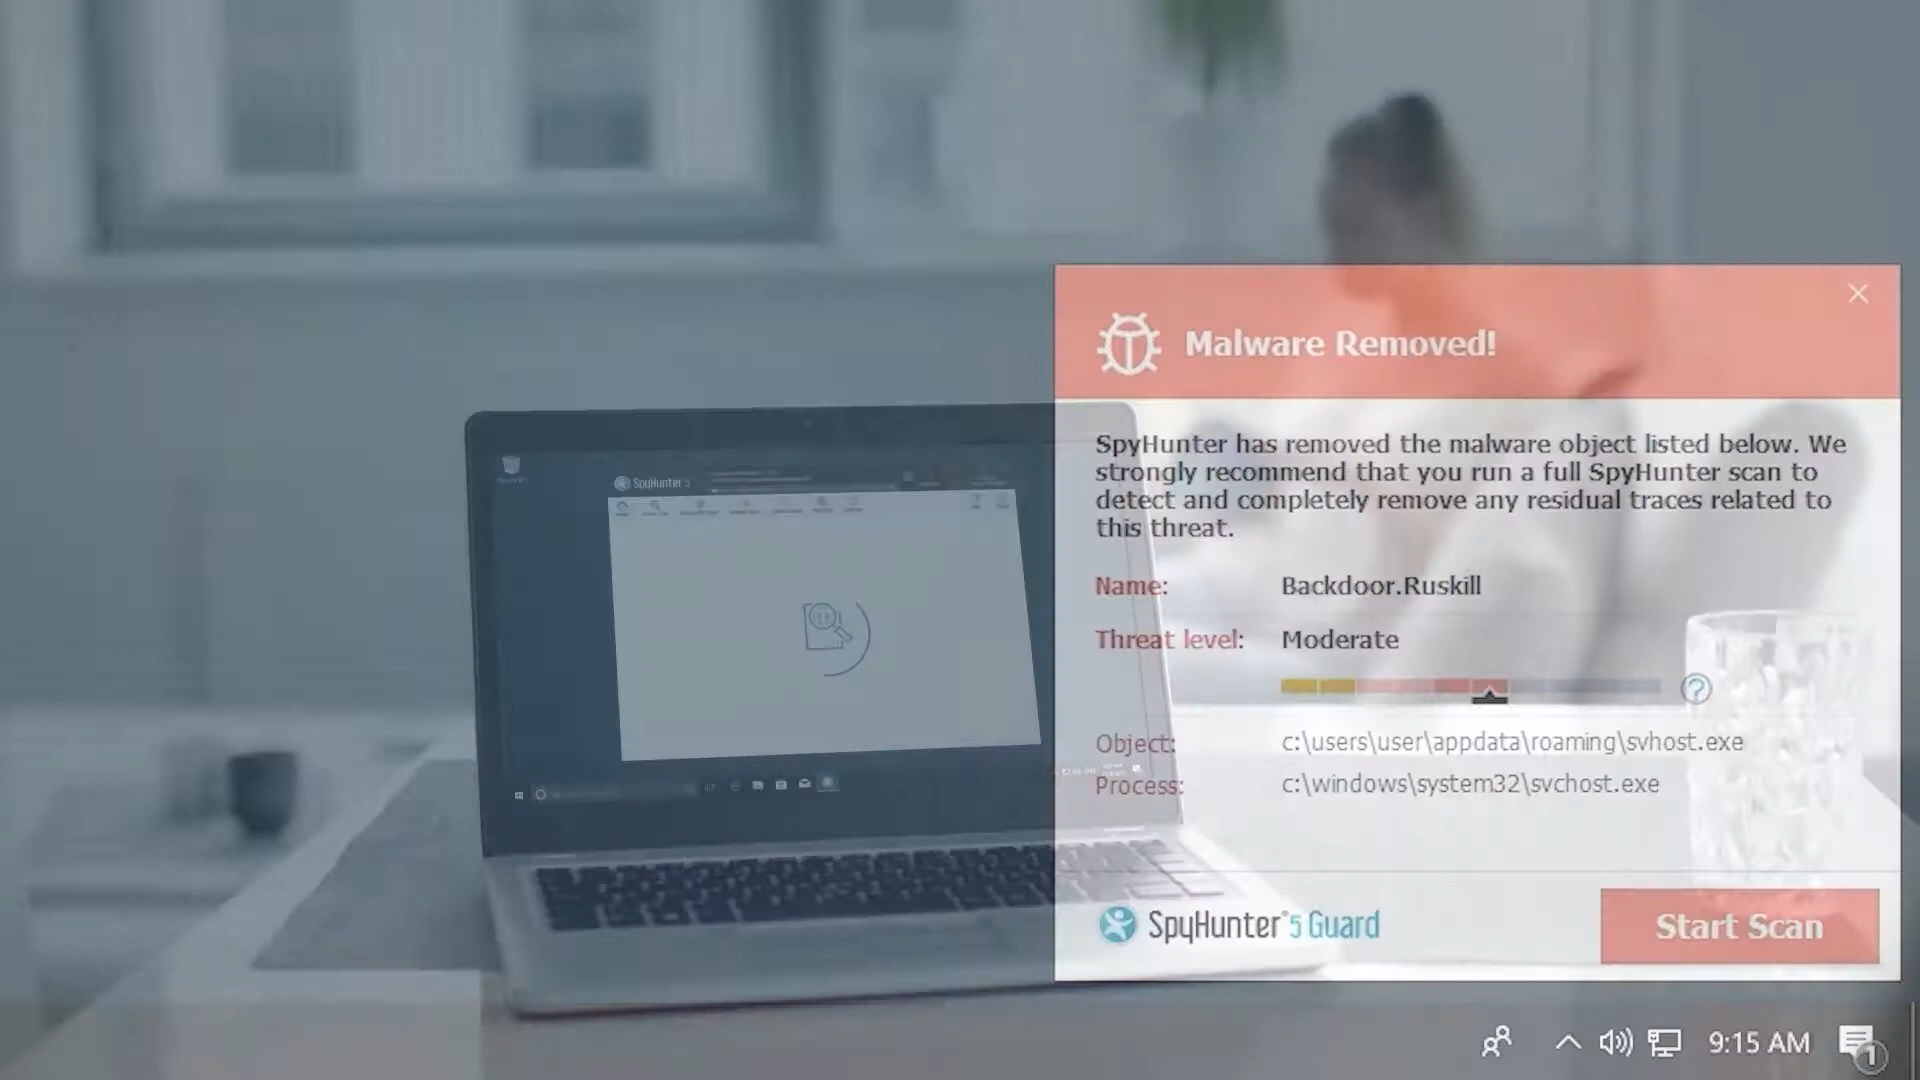 Malware Removed!
SpyHunter has removed the malware object listed below. We
strongly recommend that you run a full SpyHunter scan to
detect and completely remove any residual traces related to
this threat.
Name: Backdoor.Ruskill
Threat level: Moderate
?
Object: c:\users\user\appdata\roaming\svhost.exe
Process: c:\windows\system32\svchost.exe
SpyHunter® 5 Guard
Start Scan
SpyHunter 5
9:15 AM
1